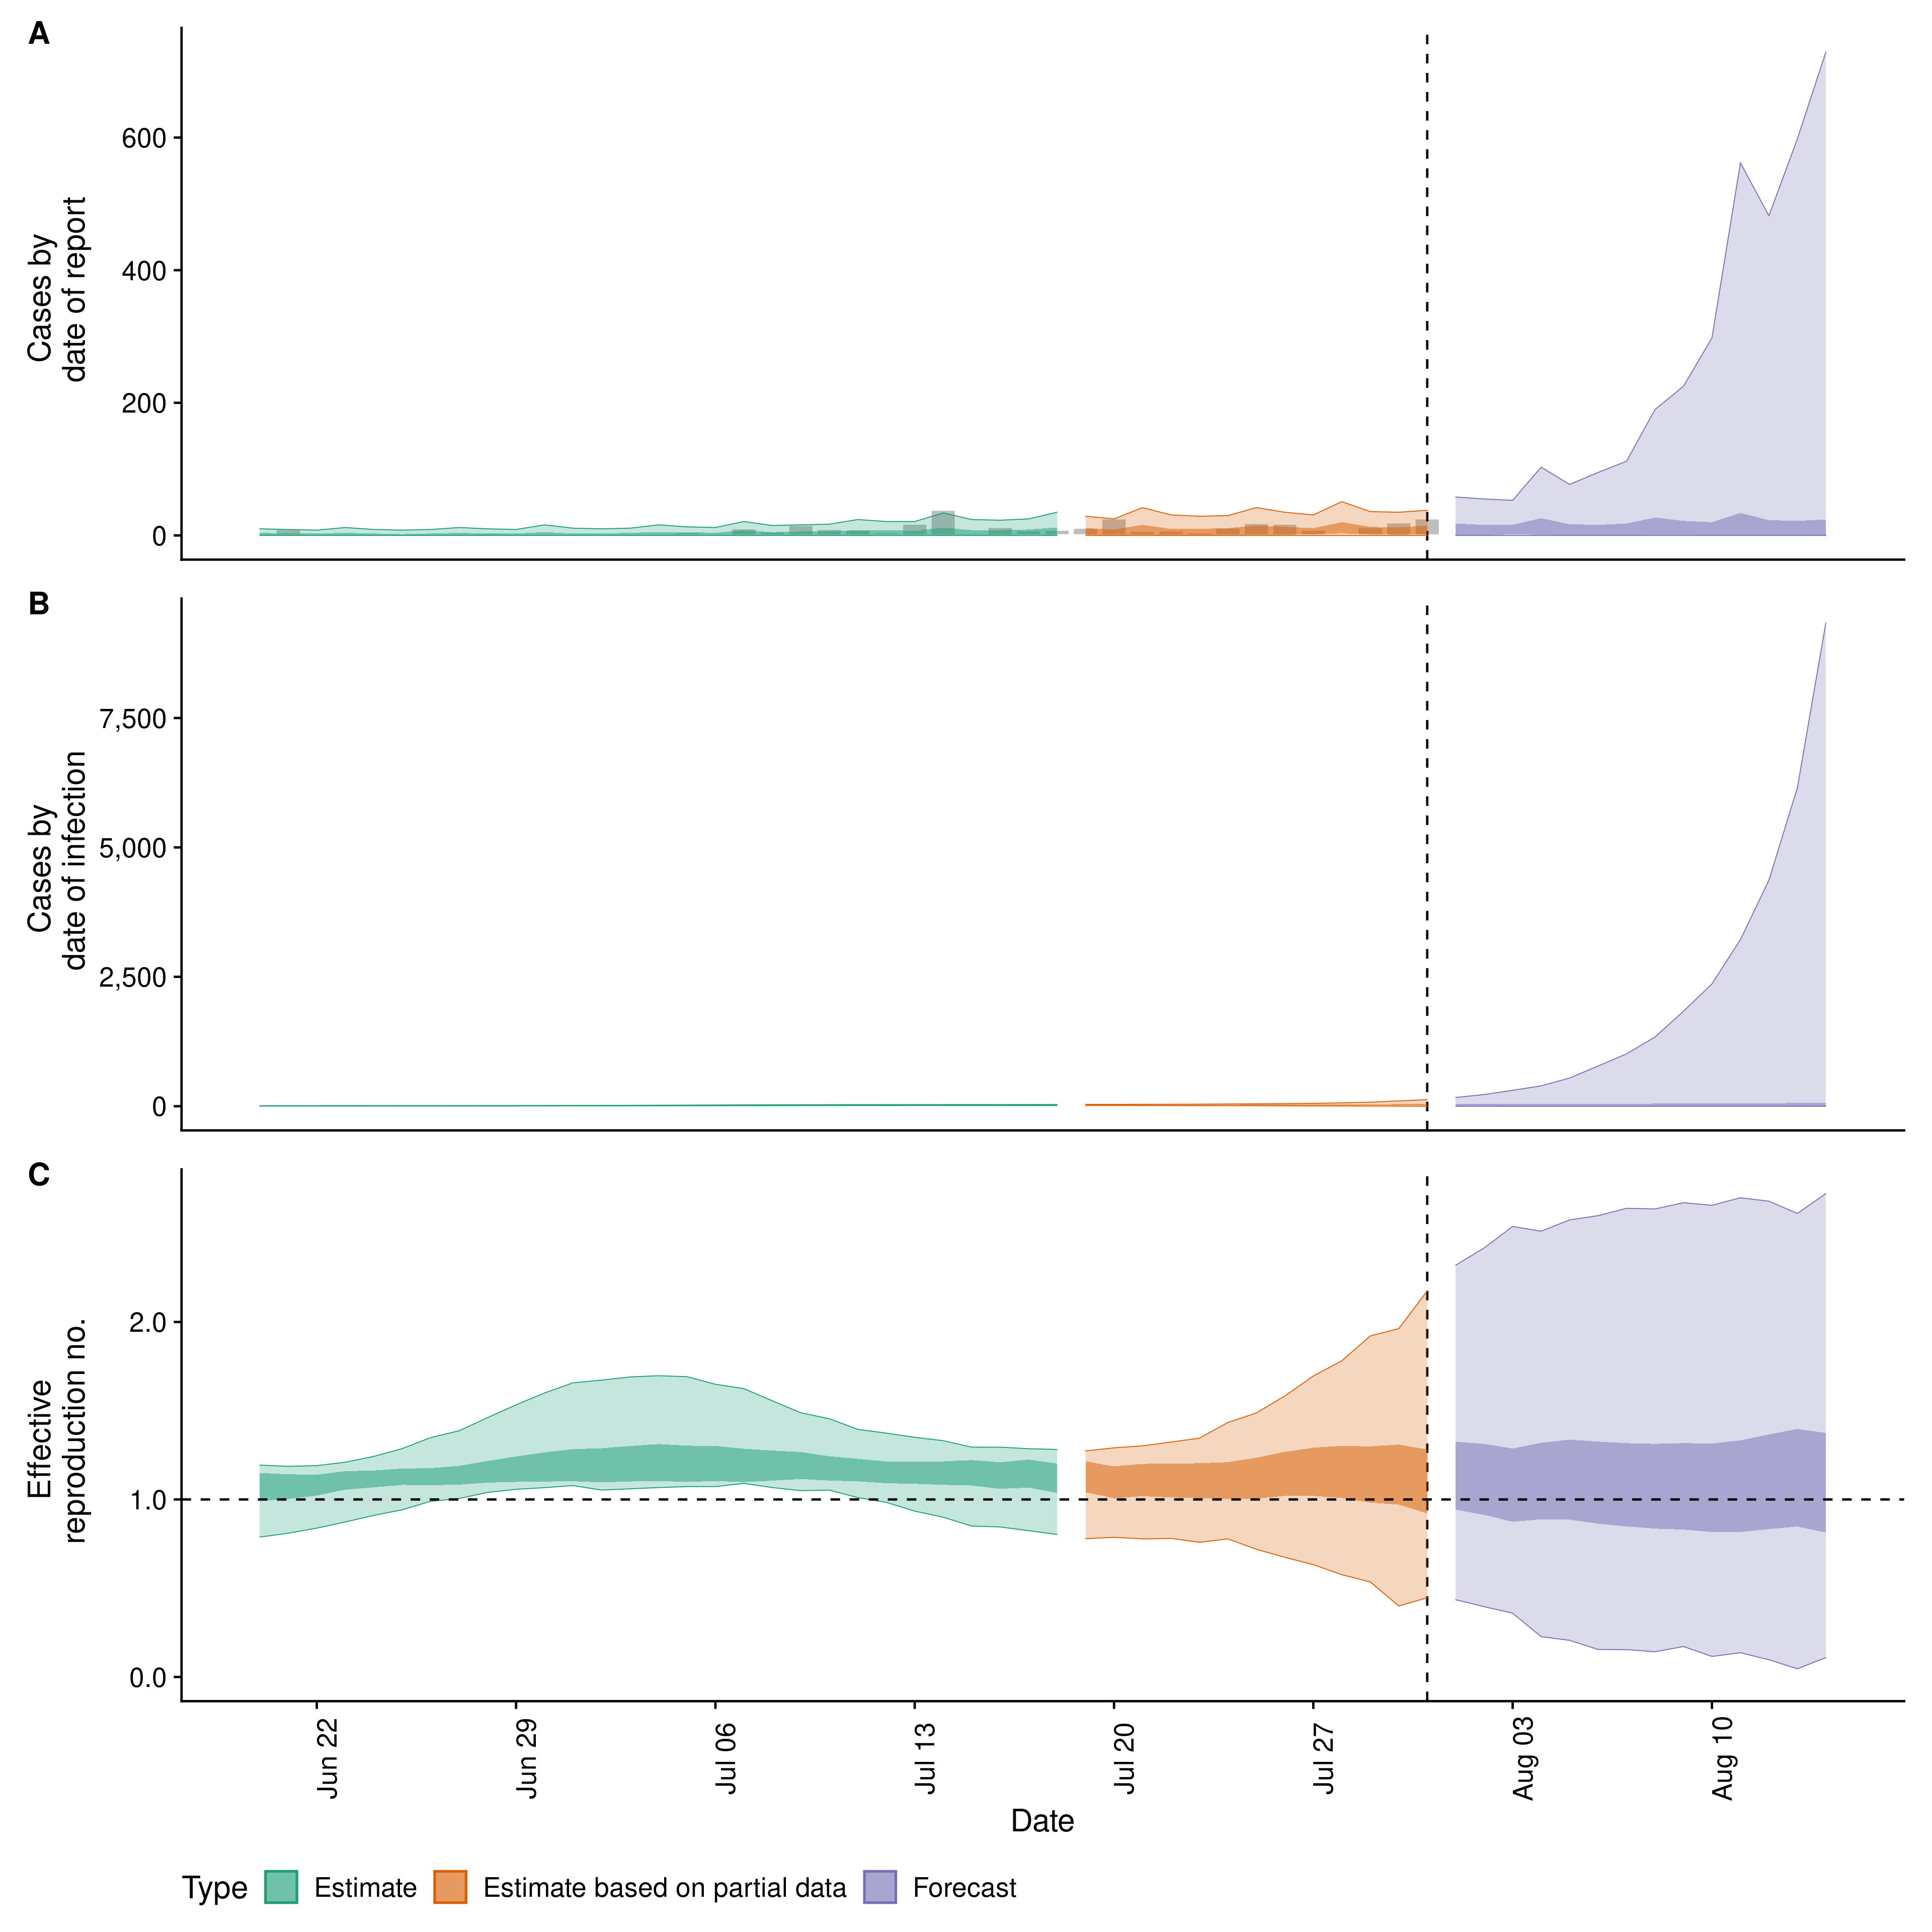 A
Cases by
date of report
600
400
200
0
B
Cases by
date of infection
7,500
5,000
2,500
0
C
Effective
reproduction no.
2.0
1.0
0.0
Jun 22
Jun 29
Jul 06
Jul 13
Jul 20
Jul 27
Aug 03
Aug 10
Date
Type Estimate Estimate based on partial data Forecast